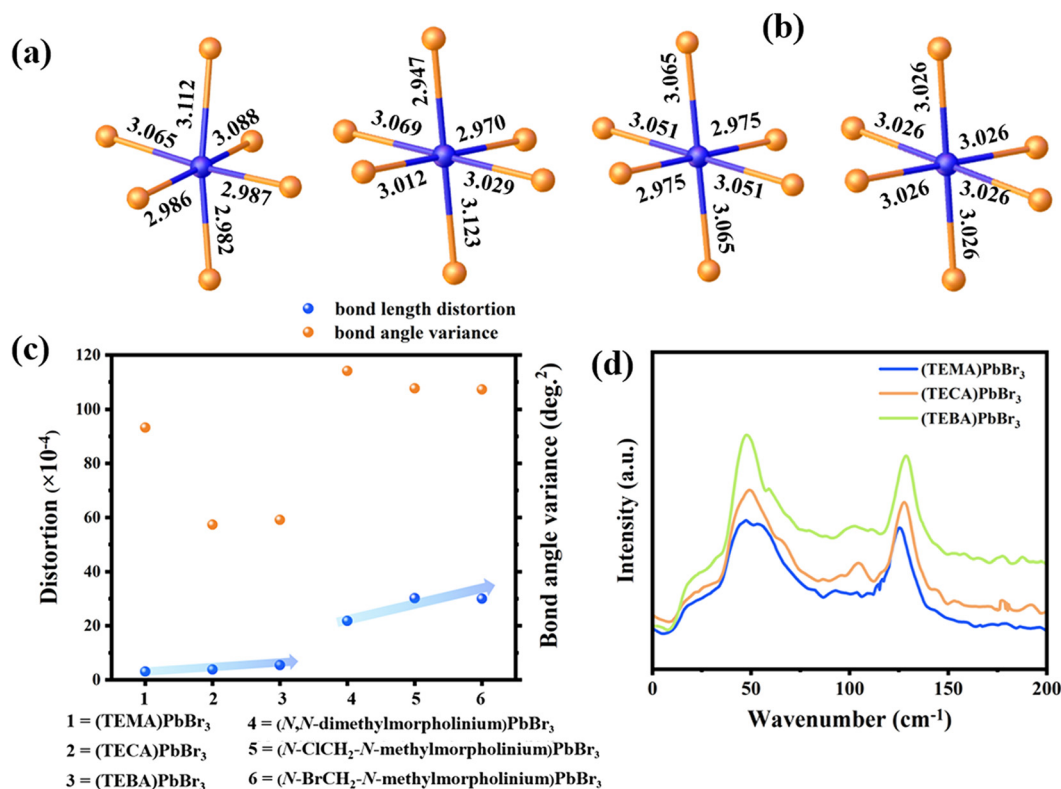 (a)
(b)
3.112
3.065
3.088
2.986
2.987
2.982
2.947
3.069
2.970
3.012
3.029
3.123
3.065
3.051
2.975
2.975
3.051
3.065
3.026
3.026
3.026
3.026
3.026
3.026
bond length distortion
bond angle variance
(c)
Distortion (×10⁻⁴)
120
100
80
60
40
20
0
1
2
3
4
5
6
Bond angle variance (deg.²)
1 = (TEMA)PbBr₃
4 = (N,N-dimethylmorpholinium)PbBr₃
2 = (TECA)PbBr₃
5 = (N-ClCH₂-N-methylmorpholinium)PbBr₃
3 = (TEBA)PbBr₃
6 = (N-BrCH₂-N-methylmorpholinium)PbBr₃
(d)
(TEMA)PbBr₃
(TECA)PbBr₃
(TEBA)PbBr₃
Intensity (a.u.)
0
50
100
150
200
Wavenumber (cm⁻¹)